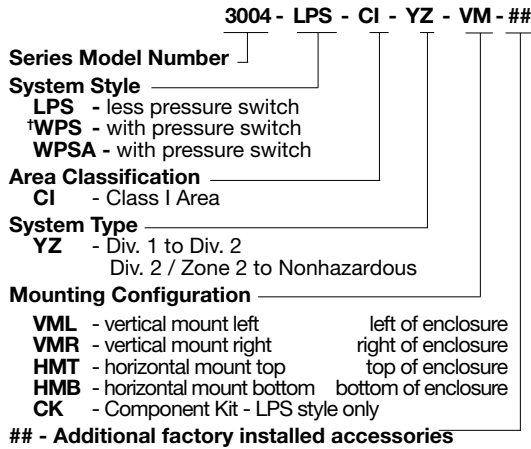 3004 - LPS - CI - YZ - VM - ##
Series Model Number
System Style
LPS - less pressure switch
†WPS - with pressure switch
WPSA - with pressure switch
Area Classification
CI - Class I Area
System Type
YZ - Div. 1 to Div. 2
Div. 2 / Zone 2 to Nonhazardous
Mounting Configuration
VML - vertical mount left left of enclosure
VMR - vertical mount right right of enclosure
HMT - horizontal mount top top of enclosure
HMB - horizontal mount bottom bottom of enclosure
CK - Component Kit - LPS style only
## - Additional factory installed accessories